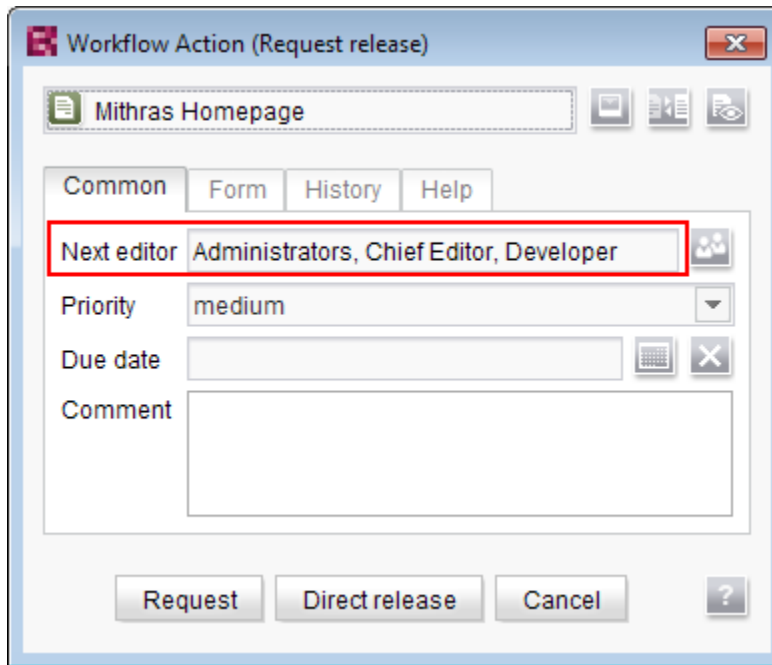 Workflow Action (Request release)
Mithras Homepage
Common Form History Help
Next editor Administrators, Chief Editor, Developer
Priority medium
Due date
Comment
Request Direct release Cancel ?